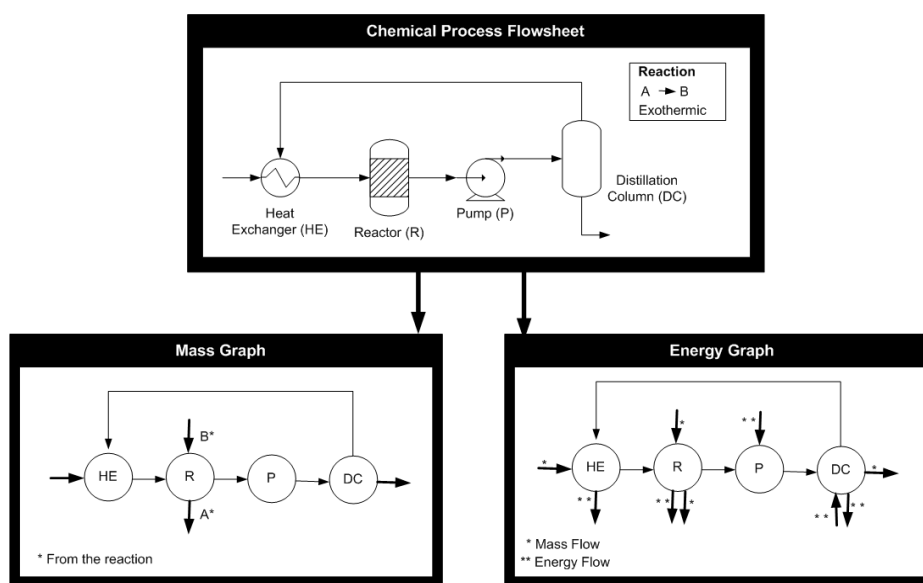 Chemical Process Flowsheet
Reaction
A → B
Exothermic
Heat
Exchanger (HE)
Reactor (R)
Pump (P)
Distillation
Column (DC)
Mass Graph
B*
HE
R
P
DC
A*
* From the reaction
Energy Graph
*
* *
*
HE
R
P
DC
*
* *
* *
*
* *
* *
* Mass Flow
** Energy Flow